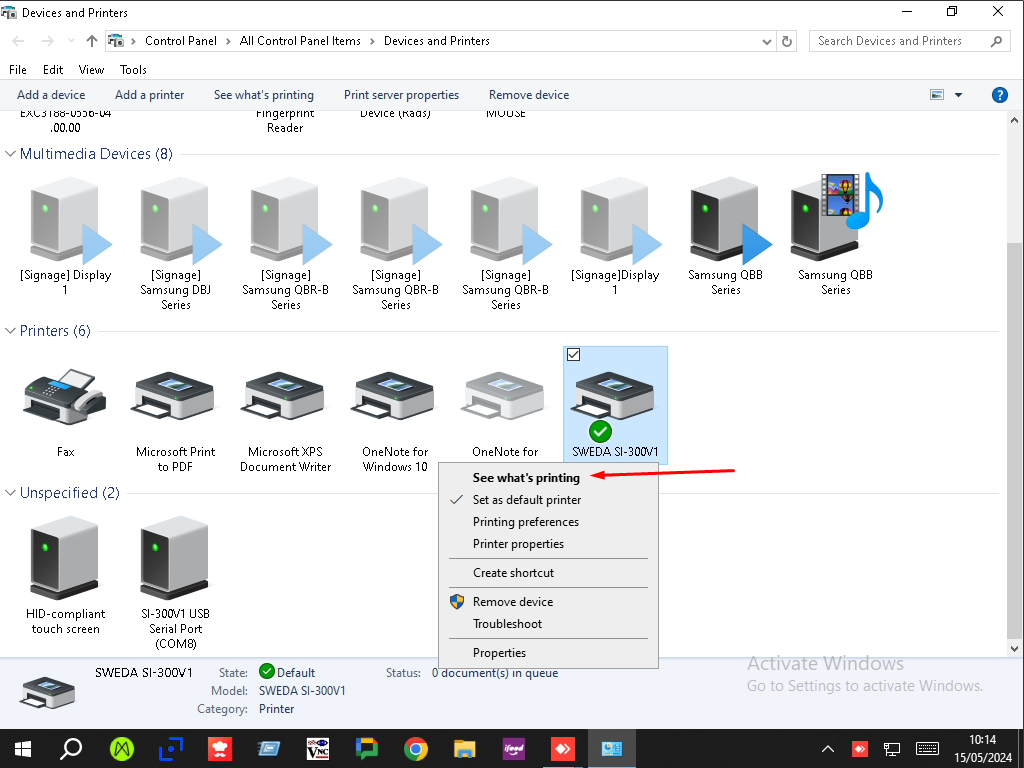 Devices and Printers
Control Panel > All Control Panel Items > Devices and Printers
Search Devices and Printers
File Edit View Tools
Add a device Add a printer See what's printing Print server properties Remove device
EXC3188-0556-04
.00.00
Fingerprint
Reader
Device (Rads)
MOUSE
Multimedia Devices (8)
[Signage] Display
1
[Signage]
Samsung DBJ
Series
[Signage]
Samsung QBR-B
Series
[Signage]
Samsung QBR-B
Series
[Signage]
Samsung QBR-B
Series
[Signage]Display
1
Samsung QBB
Series
Samsung QBB
Series
Printers (6)
Fax
Microsoft Print
to PDF
Microsoft XPS
Document Writer
OneNote for
Windows 10
OneNote for
SWEDA SI-300V1
See what's printing
Set as default printer
Printing preferences
Printer properties
Create shortcut
Remove device
Troubleshoot
Properties
Unspecified (2)
HID-compliant
touch screen
SI-300V1 USB
Serial Port
(COM8)
SWEDA SI-300V1
State: Default
Model: SWEDA SI-300V1
Category: Printer
Status: 0 document(s) in queue
Activate Windows
Go to Settings to activate Windows.
VNC
ifood
10:14
15/05/2024